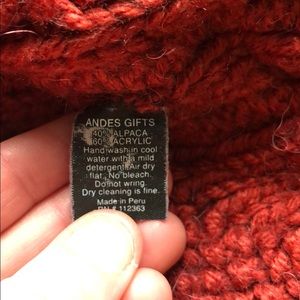 ANDES GIFTS
40% ALPACA
60% ACRYLIC
Hand wash in cool
water with a mild
detergent. Air dry
flat. No bleach.
Do not wring.
Dry cleaning is fine.
Made in Peru
RN # 112363